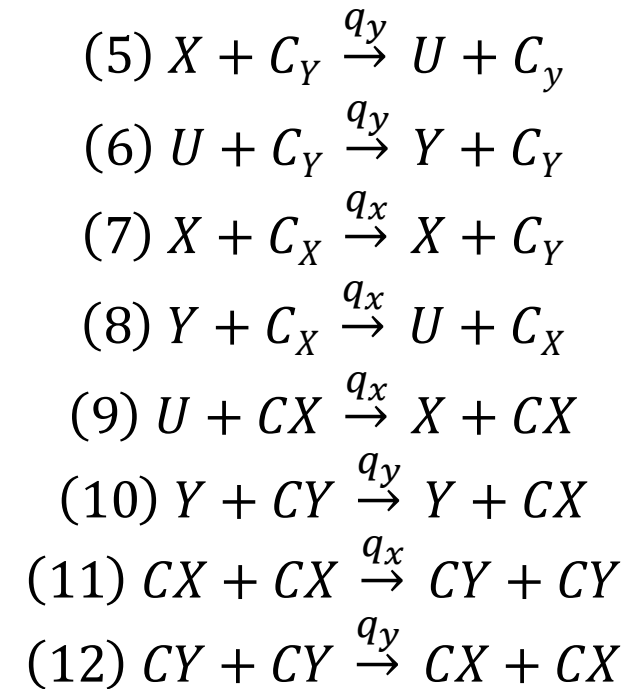 (5) X + C_Y \xrightarrow{q_y} U + C_y
(6) U + C_Y \xrightarrow{q_y} Y + C_Y
(7) X + C_X \xrightarrow{q_x} X + C_Y
(8) Y + C_X \xrightarrow{q_x} U + C_X
(9) U + CX \xrightarrow{q_x} X + CX
(10) Y + CY \xrightarrow{q_y} Y + CX
(11) CX + CX \xrightarrow{q_x} CY + CY
(12) CY + CY \xrightarrow{q_y} CX + CX